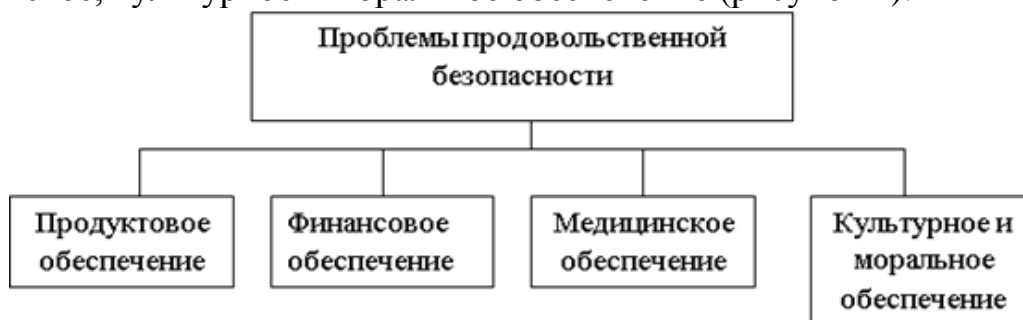 Проблемы продовольственной
безопасности
Продуктовое
обеспечение
Финансовое
обеспечение
Медицинское
обеспечение
Культурное и
моральное
обеспечение